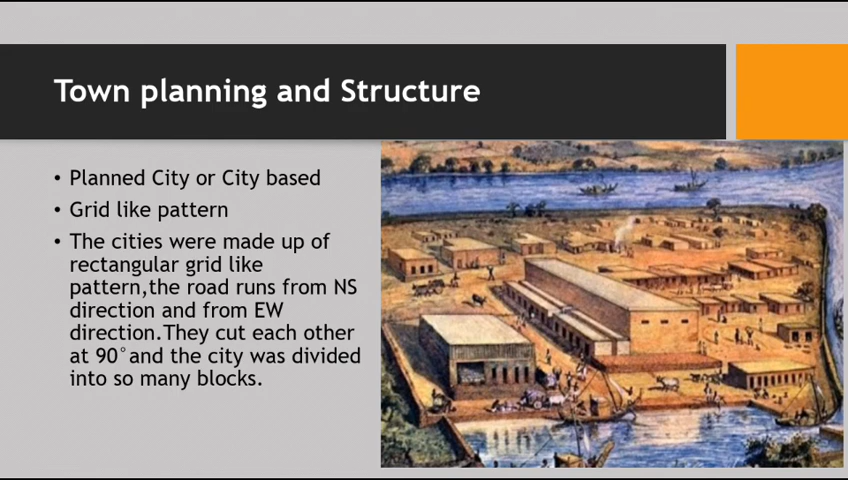 Town planning and Structure
• Planned City or City based
• Grid like pattern
• The cities were made up of
rectangular grid like
pattern,the road runs from NS
direction and from EW
direction.They cut each other
at 90°and the city was divided
into so many blocks.